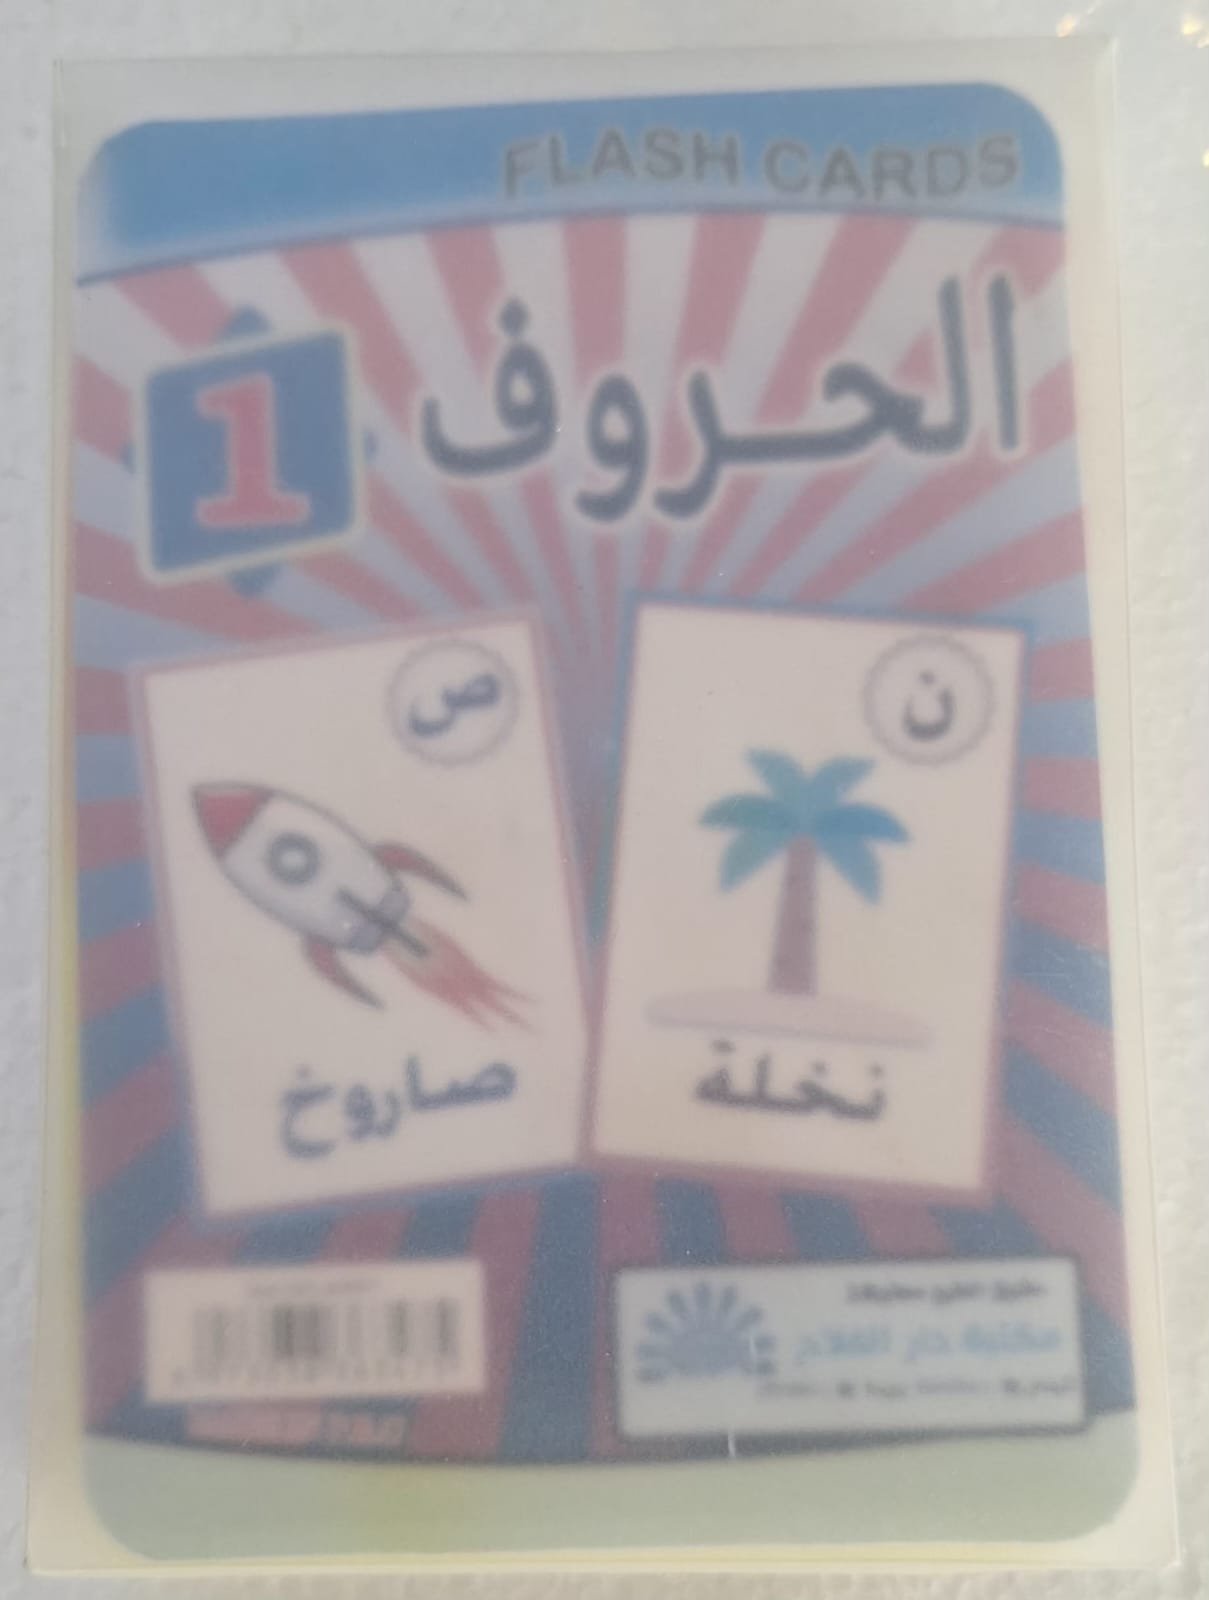 FLASH CARDS
الحروف
1
ن
ص
نخلة
صاروخ
مكتبة دار الفلاح